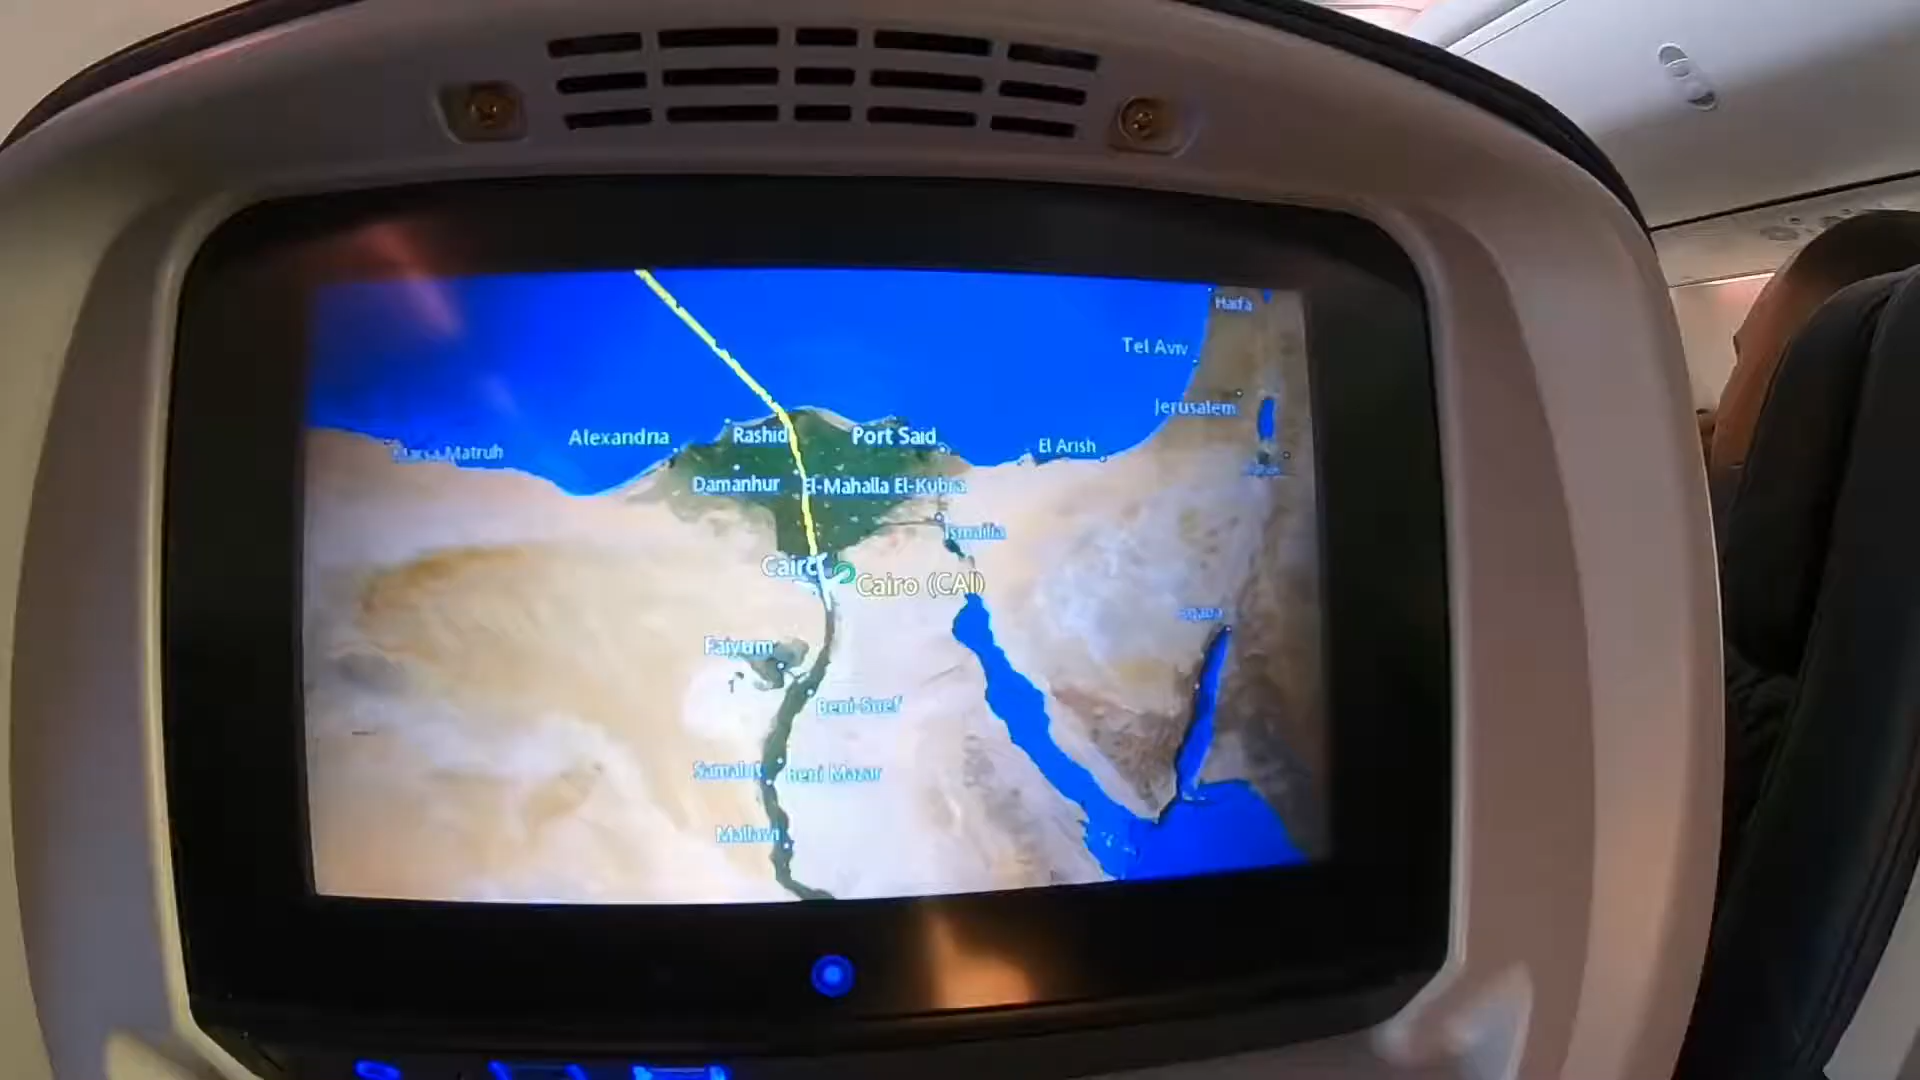 Haifa
Tel Aviv
Jerusalem
Alexandria
Rashid
Port Said
El Arish
Marsa Matruh
Damanhur
El-Mahalla El-Kubra
Ismailia
Cairo
Cairo (CAI)
Aqaba
Faiyum
Beni-Suef
Samalut
Beni Mazar
Mallawi